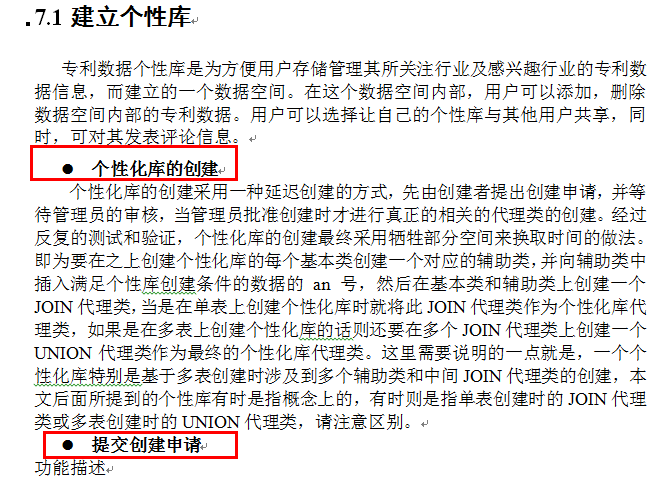 7.1 建立个性库
专利数据个性库是为方便用户存储管理其所关注行业及感兴趣行业的专利数
据信息，而建立的一个数据空间。在这个数据空间内部，用户可以添加，删除
数据空间内部的专利数据。用户可以选择让自己的个性库与其他用户共享，同
时，可对其发表评论信息。
● 个性化库的创建
个性化库的创建采用一种延迟创建的方式，先由创建者提出创建申请，并等
待管理员的审核，当管理员批准创建时才进行真正的相关的代理类的创建。经过
反复的测试和验证，个性化库的创建最终采用牺牲部分空间来换取时间的做法。
即为要在之上创建个性化库的每个基本类创建一个对应的辅助类，并向辅助类中
插入满足个性库创建条件的数据的 an 号，然后在基本类和辅助类上创建一个
JOIN 代理类，当是在单表上创建个性化库时就将此 JOIN 代理类作为个性化库代
理类，如果是在多表上创建个性化库的话则还要在多个 JOIN 代理类上创建一个
UNION 代理类作为最终的个性化库代理类。这里需要说明的一点就是，一个个
性化库特别是基于多表创建时涉及到多个辅助类和中间 JOIN 代理类的创建，本
文后面所提到的个性库有时是指概念上的，有时则是指单表创建时的 JOIN 代理
类或多表创建时的 UNION 代理类，请注意区别。
● 提交创建申请
功能描述